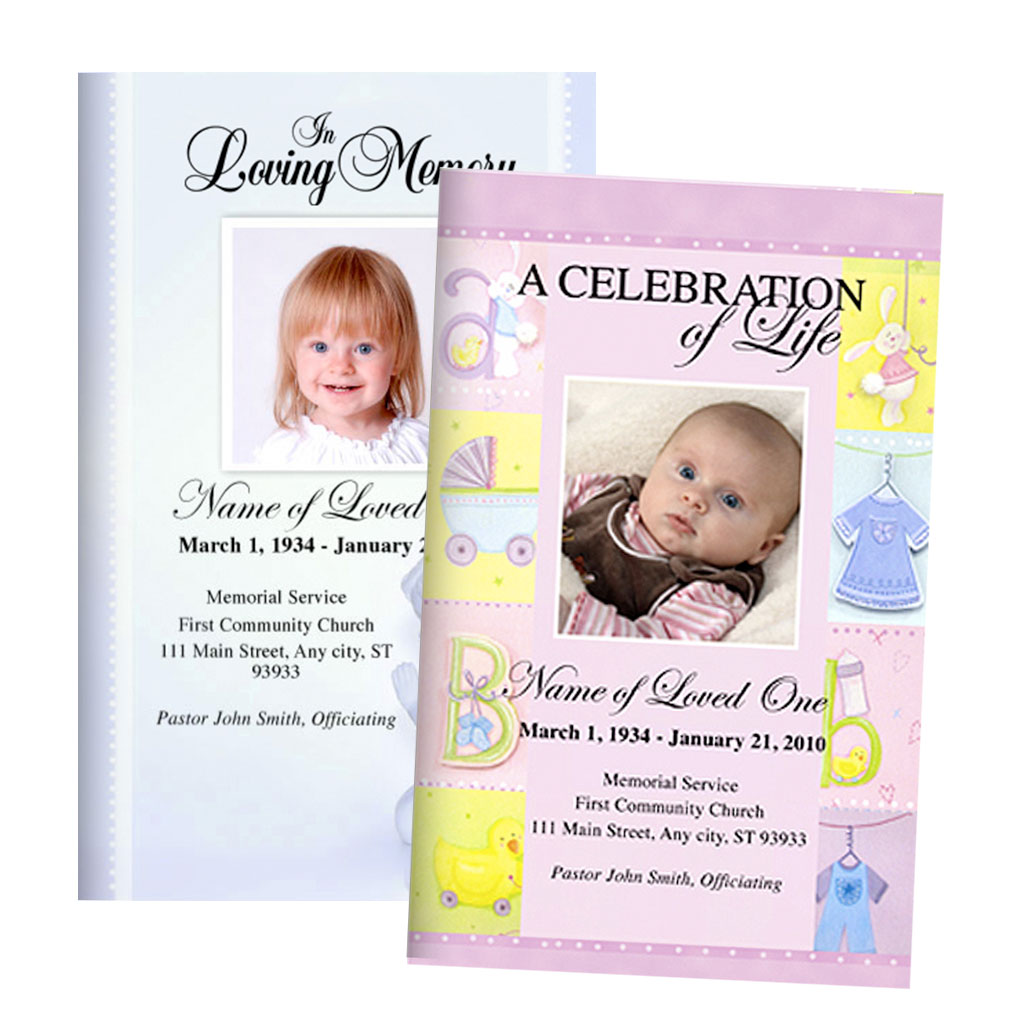 In
Loving Memory
Name of Loved
March 1, 1934 - January 2
Memorial Service
First Community Church
111 Main Street, Any city, ST
93933
Pastor John Smith, Officiating
A CELEBRATION
of Life
Name of Loved One
March 1, 1934 - January 21, 2010
Memorial Service
First Community Church
111 Main Street, Any city, ST 93933
Pastor John Smith, Officiating
a
B
b